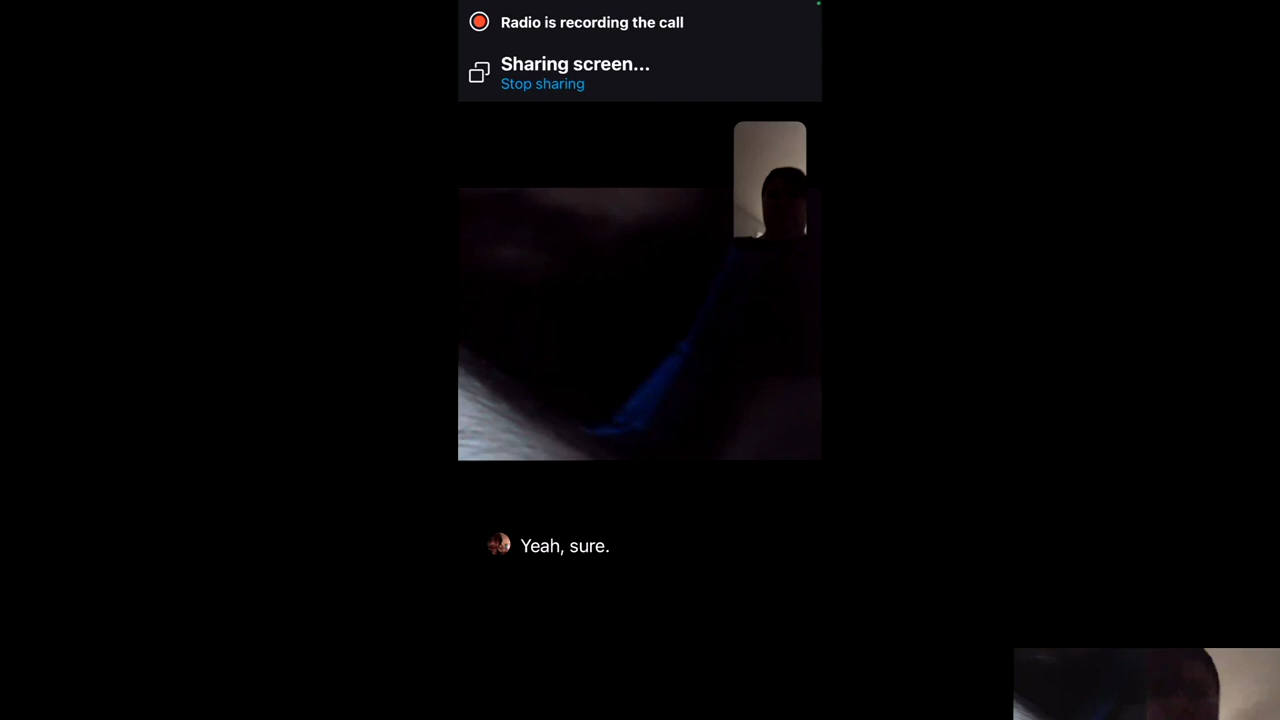 Radio is recording the call
Sharing screen...
Stop sharing
Yeah, sure.